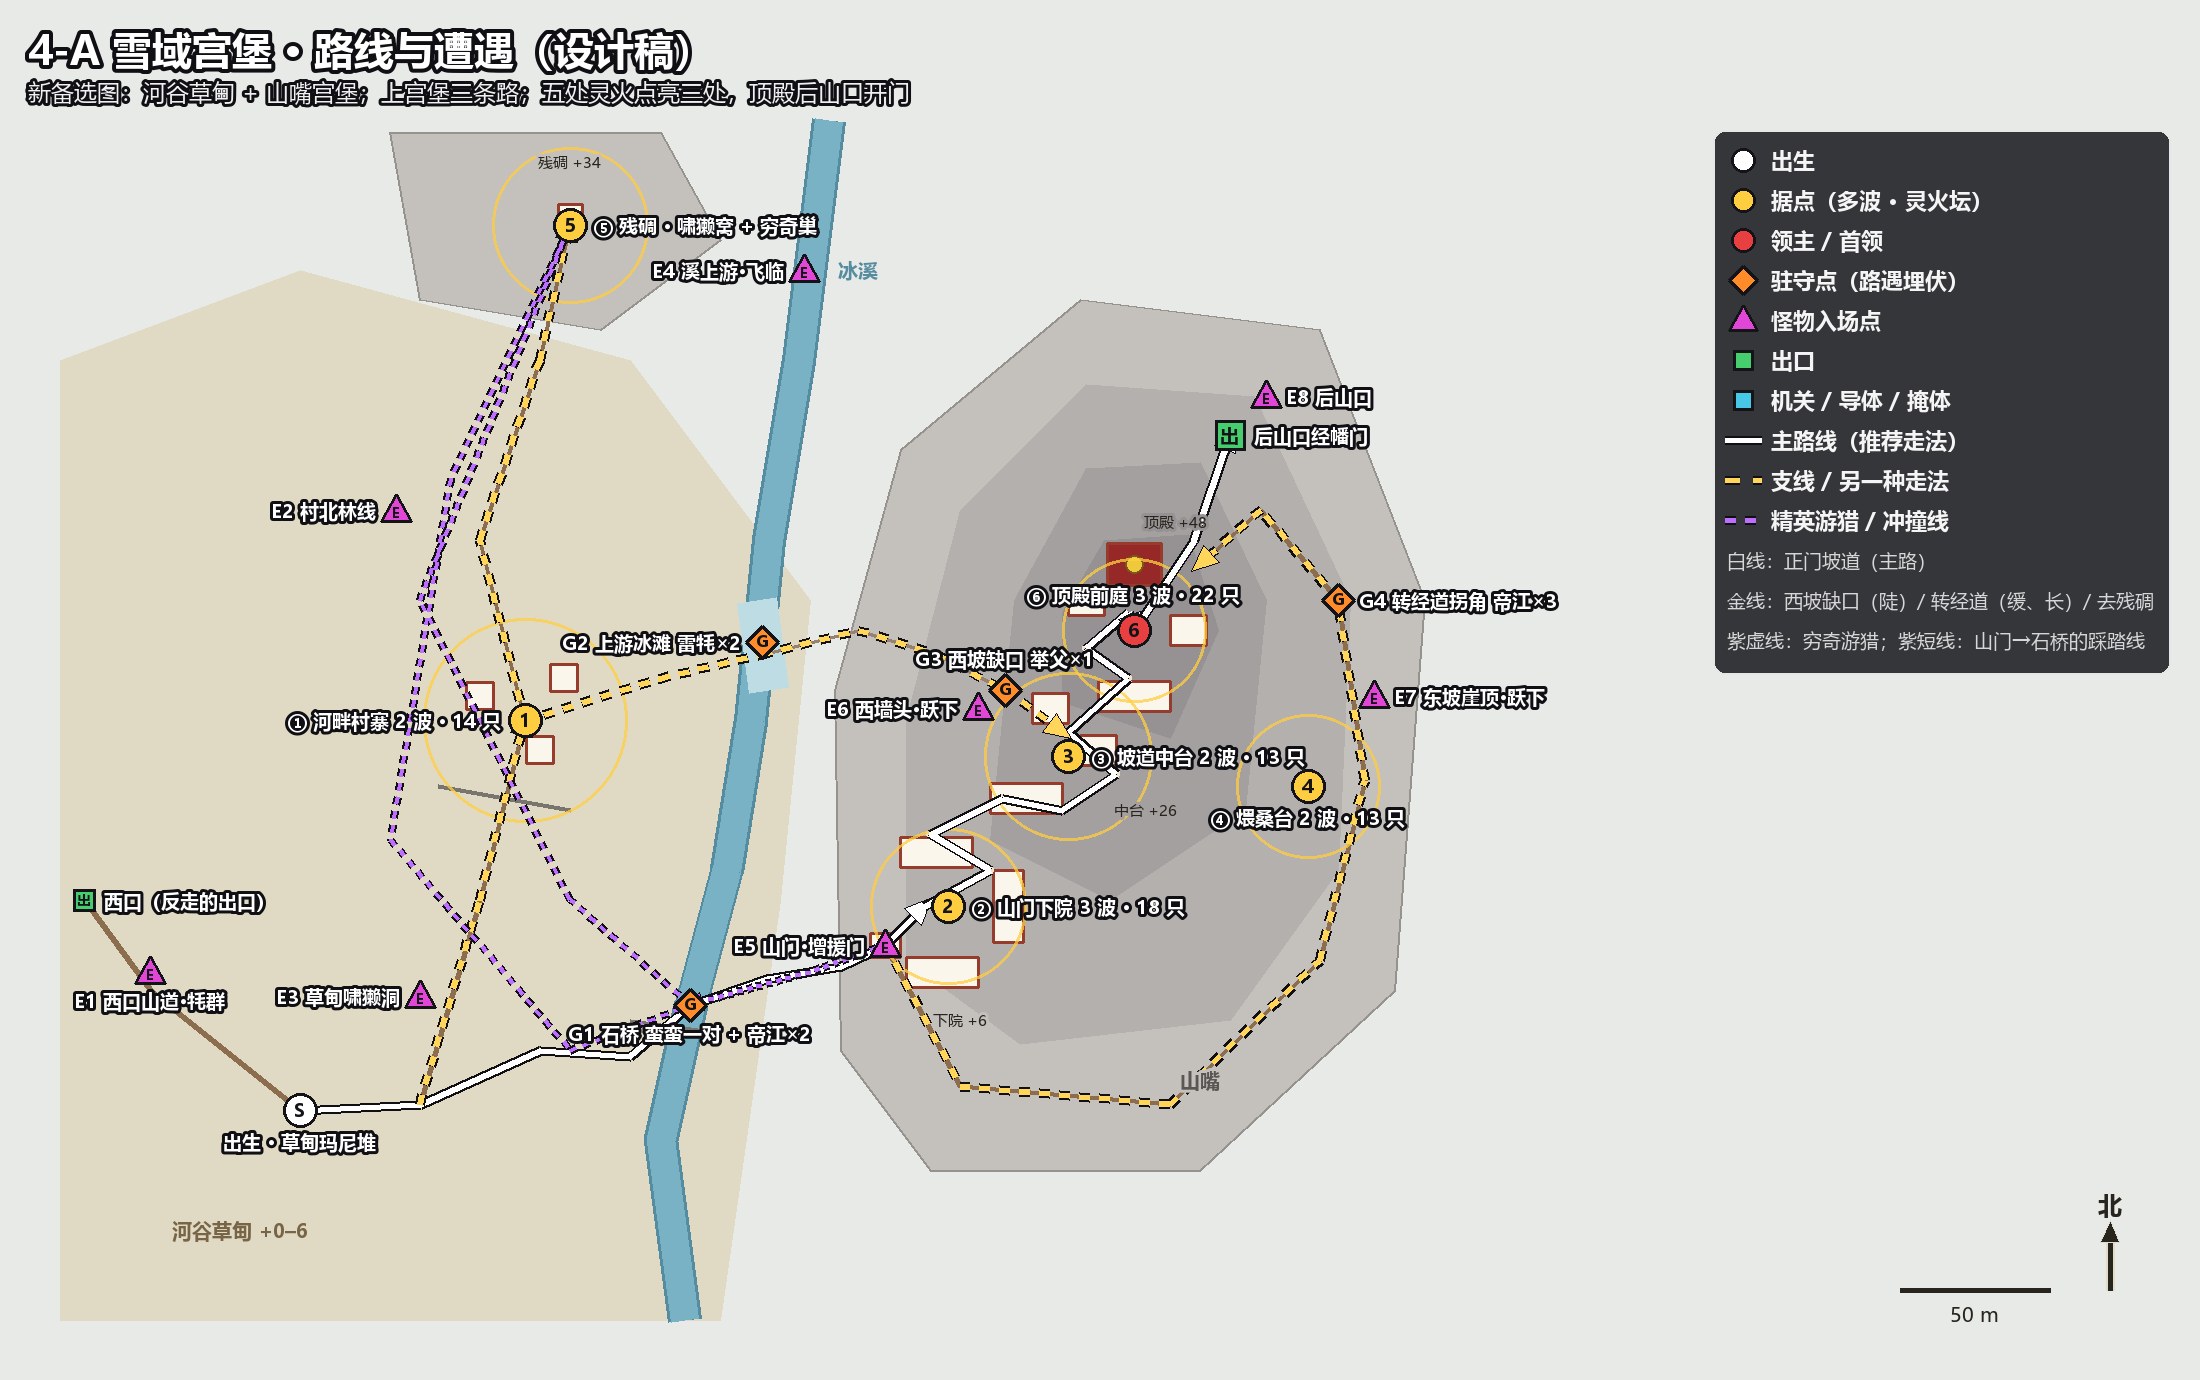 4-A 雪域宫堡 · 路线与遭遇（设计稿）
新备选图：河谷草甸 + 山嘴宫堡；上宫堡三条路；五处灵火点亮三处，顶殿后山口开门
残碉 +34
5
⑤ 残碉 · 啸獭窝 + 穷奇巢
E4 溪上游·飞临
E
冰溪
E8 后山口
E
出
后山口经幡门
E2 村北林线
E
顶殿 +48
⑥ 顶殿前庭 3 波 · 22 只
6
G4 转经道拐角 帝江×3
G
G2 上游冰滩 雷牦×2
G
G3 西坡缺口 举父×1
G
E6 西墙头·跃下
E
E7 东坡崖顶·跃下
E
① 河畔村寨 2 波 · 14 只
1
3
③ 坡道中台 2 波 · 13 只
4
④ 煨桑台 2 波 · 13 只
中台 +26
出
西口（反走的出口）
2
② 山门下院 3 波 · 18 只
E5 山门·增援门
E
E
E1 西口山道·牦群
E3 草甸啸獭洞
E
G
G1 石桥 蛮蛮一对 + 帝江×2
下院 +6
山嘴
S
出生 · 草甸玛尼堆
河谷草甸 +0–6
出生
据点（多波 · 灵火坛）
领主 / 首领
驻守点（路遇埋伏）
怪物入场点
出口
机关 / 导体 / 掩体
主路线（推荐走法）
支线 / 另一种走法
精英游猎 / 冲撞线
白线：正门坡道（主路）
金线：西坡缺口（陡）/ 转经道（缓、长）/ 去残碉
紫虚线：穷奇游猎；紫短线：山门→石桥的踩踏线
北
50 m